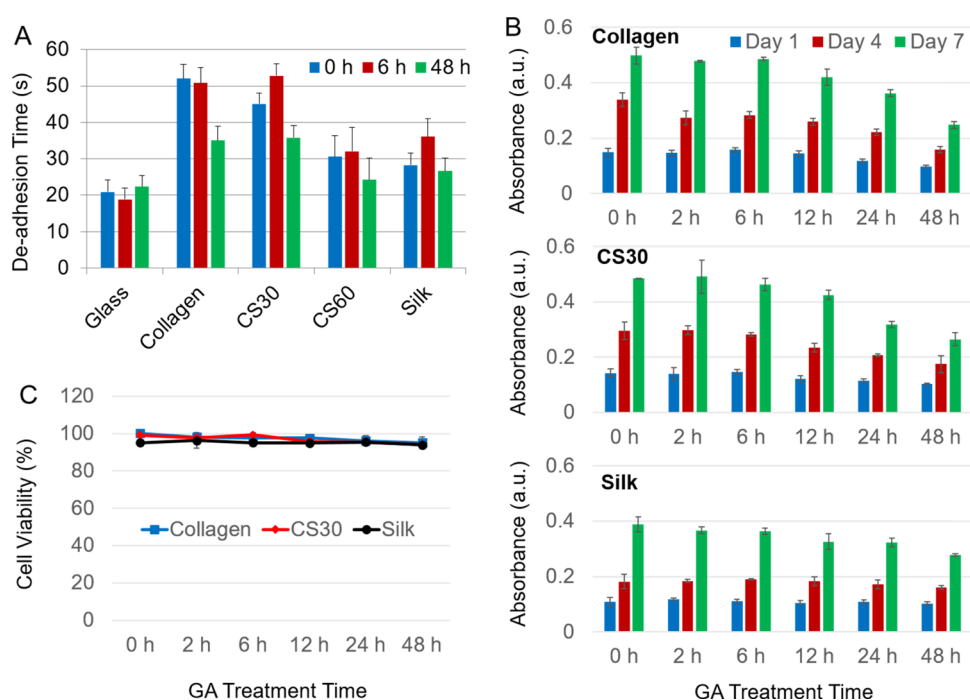 A
De-adhesion Time (s)
60
50
40
30
20
10
0
0 h 6 h 48 h
Glass
Collagen
CS30
CS60
Silk
B
Collagen
Day 1 Day 4 Day 7
Absorbance (a.u.)
0.6
0.4
0.2
0
0 h 2 h 6 h 12 h 24 h 48 h
CS30
Absorbance (a.u.)
0.6
0.4
0.2
0
0 h 2 h 6 h 12 h 24 h 48 h
Silk
Absorbance (a.u.)
0.6
0.4
0.2
0
0 h 2 h 6 h 12 h 24 h 48 h
GA Treatment Time
C
Cell Viability (%)
120
100
80
60
40
20
0
Collagen CS30 Silk
0 h 2 h 6 h 12 h 24 h 48 h
GA Treatment Time